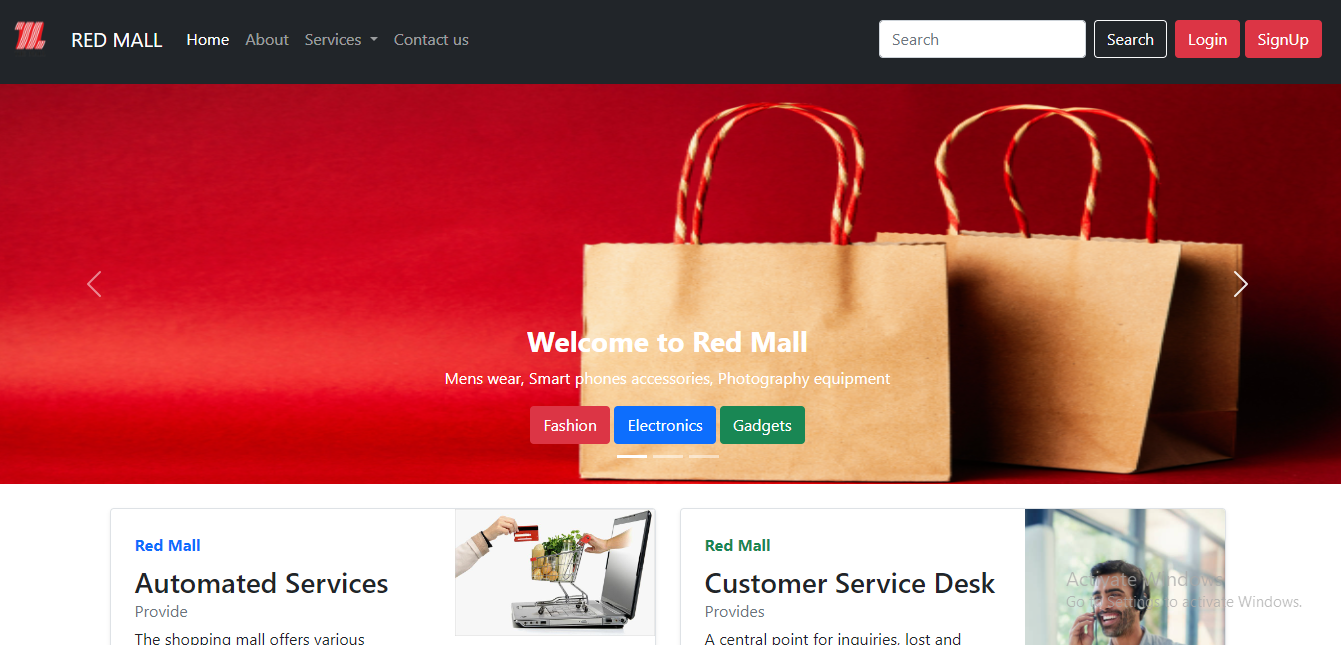 RED MALL Home About Services Contact us Search Search Login SignUp
Welcome to Red Mall
Mens wear, Smart phones accessories, Photography equipment
Fashion Electronics Gadgets
Red Mall
Automated Services
Provide
The shopping mall offers various
Red Mall
Customer Service Desk
Provides
A central point for inquiries, lost and
Activate Windows
Go to Settings to activate Windows.